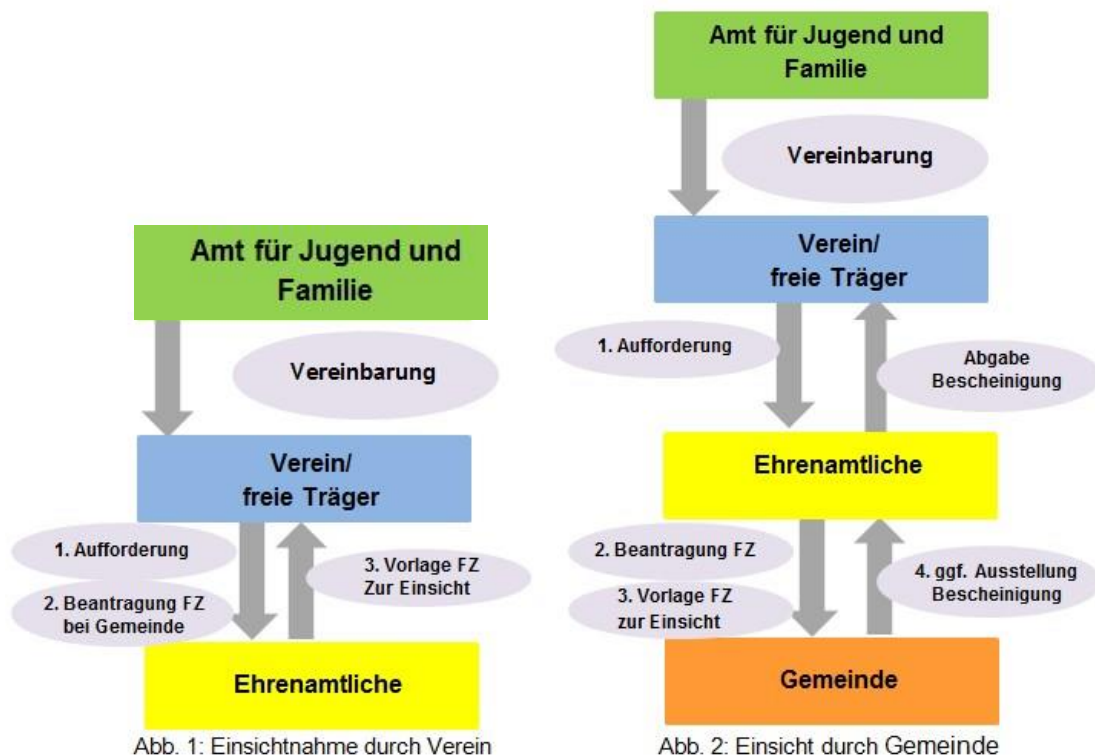 Amt für Jugend und
Familie
Vereinbarung
Verein/
freie Träger
1. Aufforderung
2. Beantragung FZ
bei Gemeinde
3. Vorlage FZ
Zur Einsicht
Ehrenamtliche
Abb. 1: Einsichtnahme durch Verein
Amt für Jugend und
Familie
Vereinbarung
Verein/
freie Träger
1. Aufforderung
Abgabe
Bescheinigung
Ehrenamtliche
2. Beantragung FZ
3. Vorlage FZ
zur Einsicht
4. ggf. Ausstellung
Bescheinigung
Gemeinde
Abb. 2: Einsicht durch Gemeinde